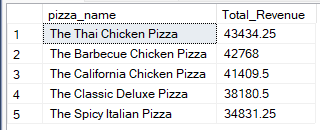 pizza_name Total_Revenue
1 The Thai Chicken Pizza 43434.25
2 The Barbecue Chicken Pizza 42768
3 The California Chicken Pizza 41409.5
4 The Classic Deluxe Pizza 38180.5
5 The Spicy Italian Pizza 34831.25